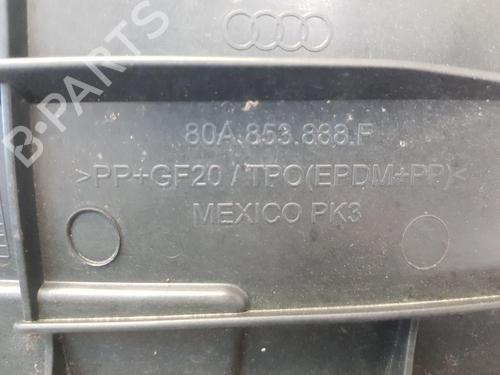 B-PARTS
80A.853.888.F
>PP+GF20 / TPO(EPDM+PP)<
MEXICO PK3